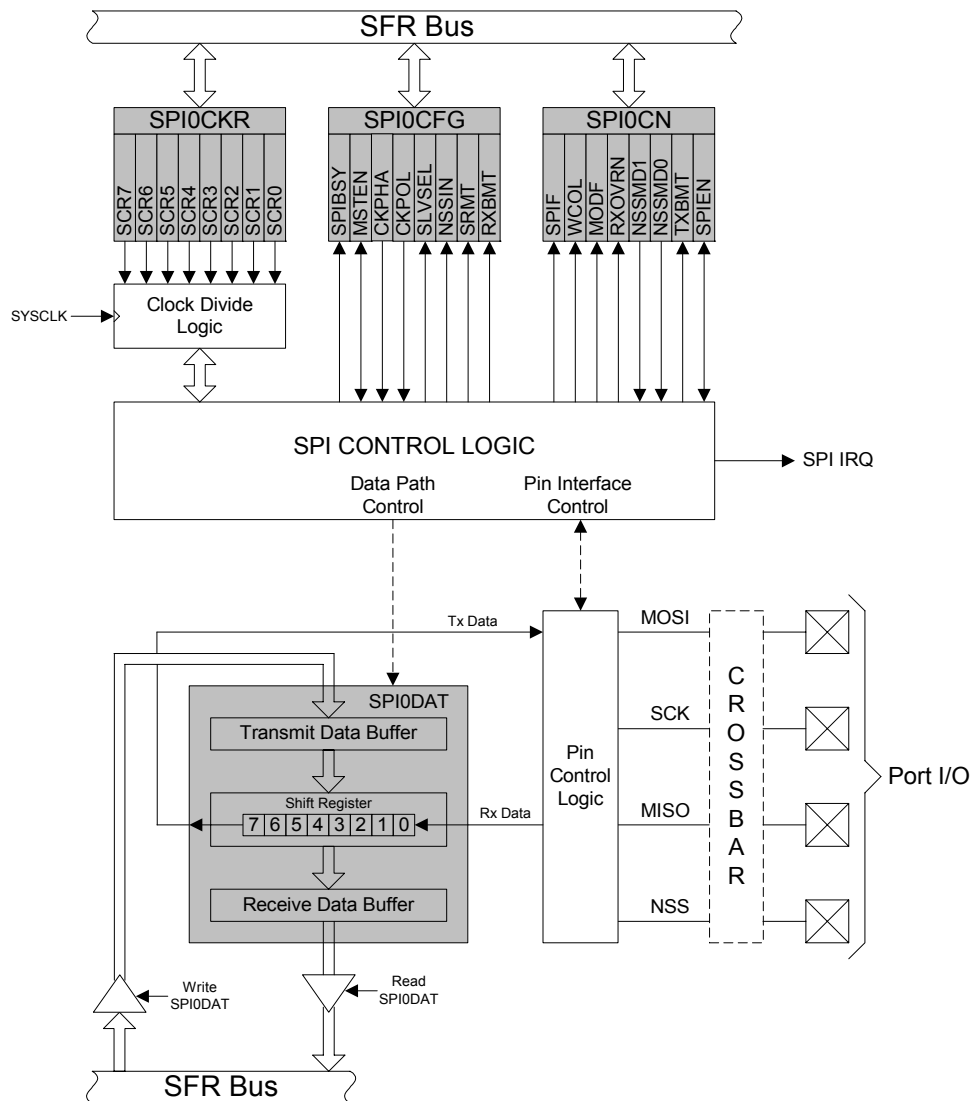 SFR Bus
SPI0CKR
SPI0CFG
SPI0CN
SCR7
SCR6
SCR5
SCR4
SCR3
SCR2
SCR1
SCR0
SPIBSY
MSTEN
CKPHA
CKPOL
SLVSEL
NSSIN
SRMT
RXBMT
SPIF
WCOL
MODF
RXOVRN
NSSMD1
NSSMD0
TXBMT
SPIEN
SYSCLK
Clock Divide
Logic
SPI CONTROL LOGIC
SPI IRQ
Data Path
Control
Pin Interface
Control
Tx Data
MOSI
SPI0DAT
Transmit Data Buffer
SCK
Shift Register
7 6 5 4 3 2 1 0
Rx Data
Pin
Control
Logic
MISO
Receive Data Buffer
NSS
CROSSBAR
Port I/O
Write
SPI0DAT
Read
SPI0DAT
SFR Bus